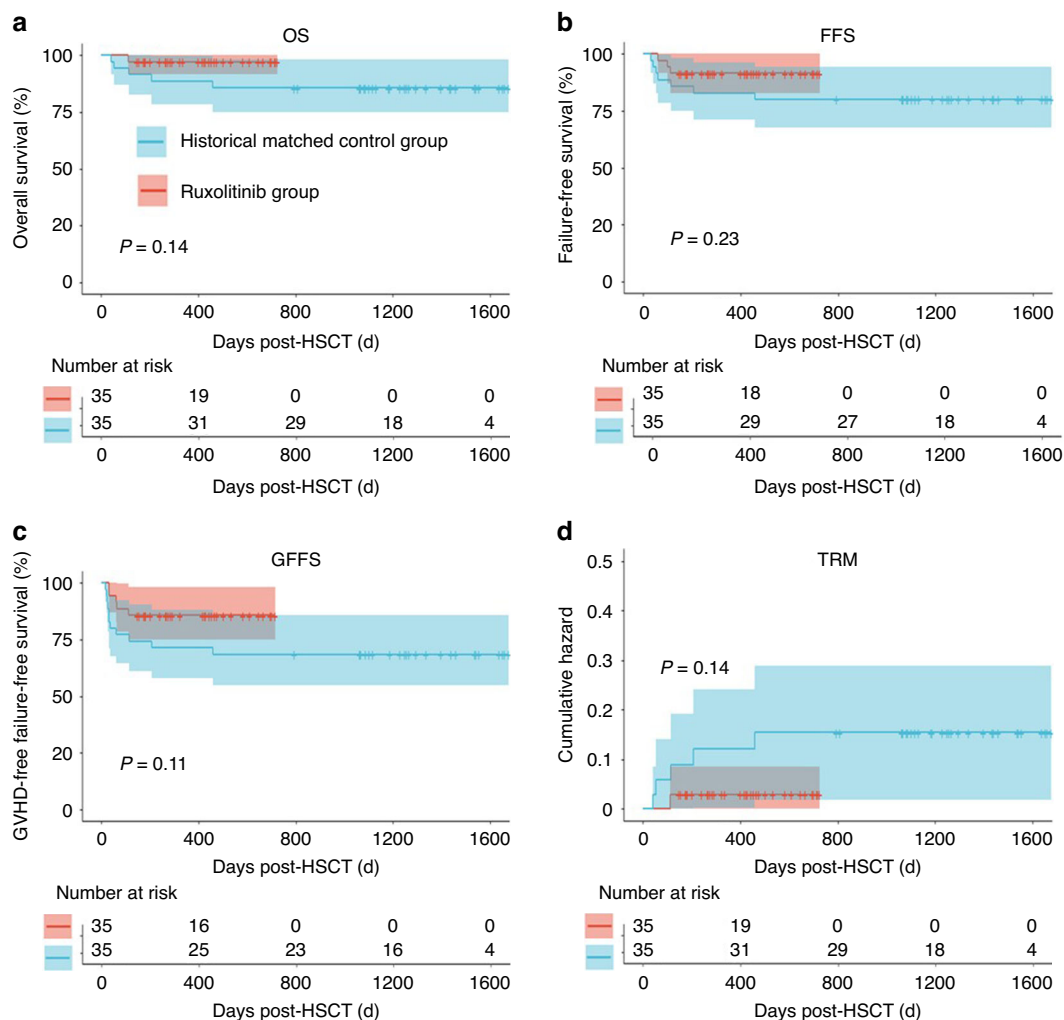 a
OS
Overall survival (%)
100
75
50
20
0
Historical matched control group
Ruxolitinib group
P = 0.14
0 400 800 1200 1600
Days post-HSCT (d)
Number at risk
35 19 0 0 0
35 31 29 18 4
0 400 800 1200 1600
Days post-HSCT (d)
b
FFS
Failure-free survival (%)
100
75
50
20
0
P = 0.23
0 400 800 1200 1600
Days post-HSCT (d)
Number at risk
35 18 0 0 0
35 29 27 18 4
0 400 800 1200 1600
Days post-HSCT (d)
c
GFFS
GVHD-free failure-free survival (%)
100
75
50
20
0
P = 0.11
0 400 800 1200 1600
Days post-HSCT (d)
Number at risk
35 16 0 0 0
35 25 23 16 4
0 400 800 1200 1600
Days post-HSCT (d)
d
TRM
Cumulative hazard
0.5
0.4
0.3
0.2
0.1
0
P = 0.14
0 400 800 1200 1600
Days post-HSCT (d)
Number at risk
35 19 0 0 0
35 31 29 18 4
0 400 800 1200 1600
Days post-HSCT (d)